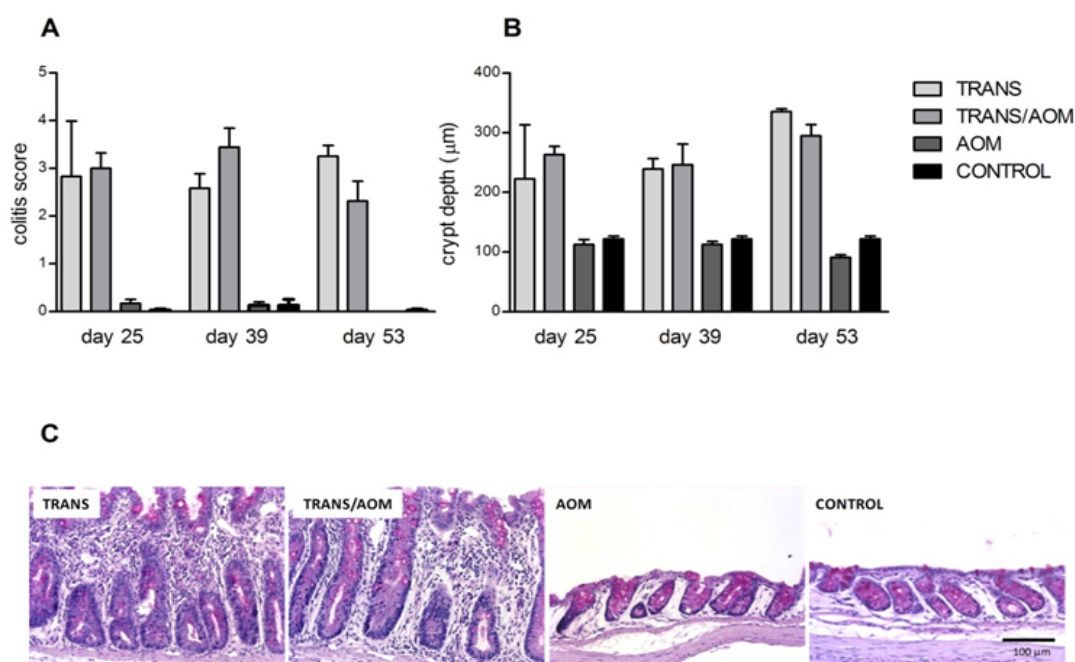 A
B
5
4
3
2
1
0
colitis score
day 25
day 39
day 53
400
300
200
100
0
crypt depth (μm)
day 25
day 39
day 53
TRANS
TRANS/AOM
AOM
CONTROL
C
TRANS
TRANS/AOM
AOM
CONTROL
100 μm